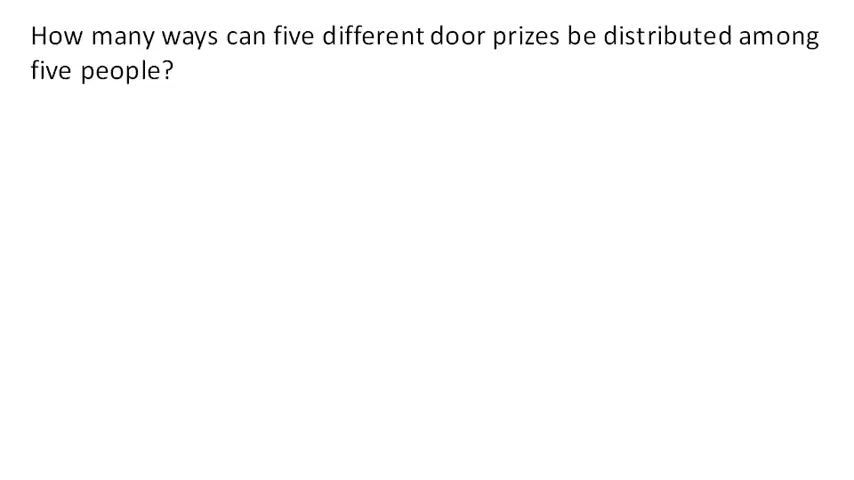 How many ways can five different door prizes be distributed among
five people?